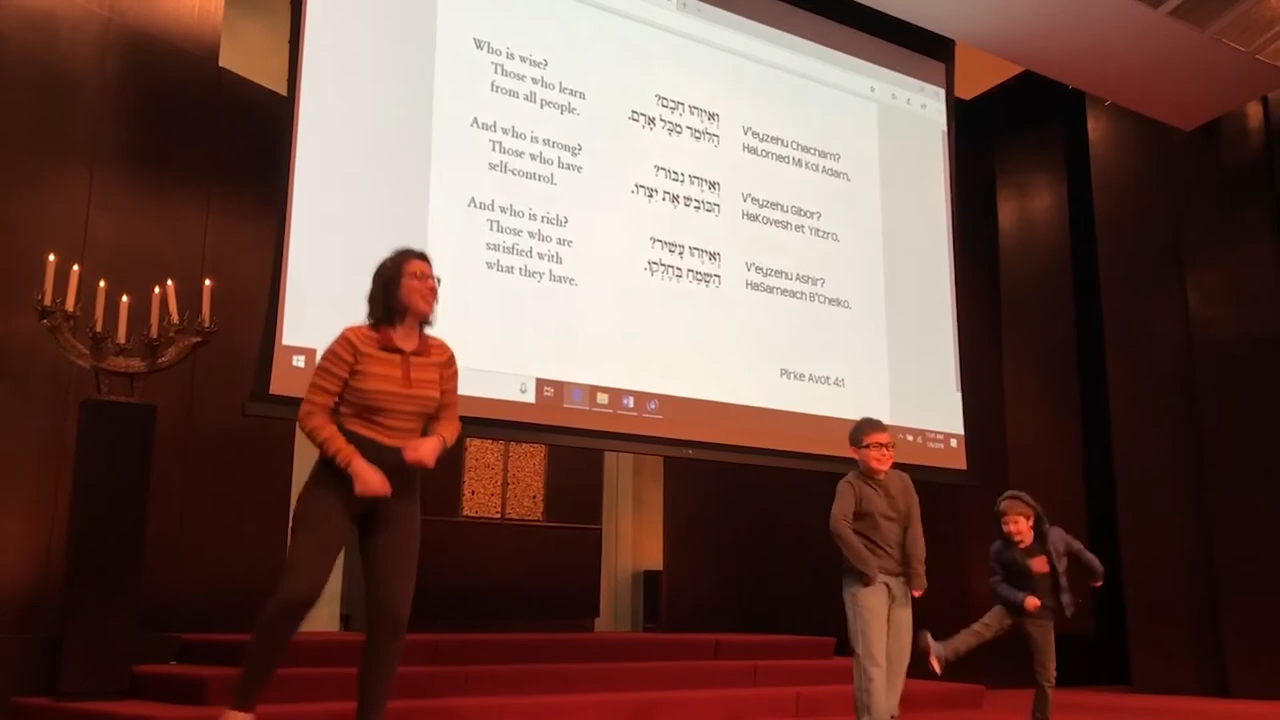 Who is wise?
Those who learn
from all people.
And who is strong?
Those who have
self-control.
And who is rich?
Those who are
satisfied with
what they have.
וְאֵיזֶהוּ חָכָם?
הַלּוֹמֵד מִכָּל אָדָם.
וְאֵיזֶהוּ גִבּוֹר?
הַכּוֹבֵשׁ אֶת יִצְרוֹ.
וְאֵיזֶהוּ עָשִׁיר?
הַשָּׂמֵחַ בְּחֶלְקוֹ.
V'eyzehu Chacham?
HaLomed Mi Kol Adam.
V'eyzehu Gibor?
HaKovesh et Yitzro.
V'eyzehu Ashir?
HaSameach B'Chelko.
Pirke Avot 4:1